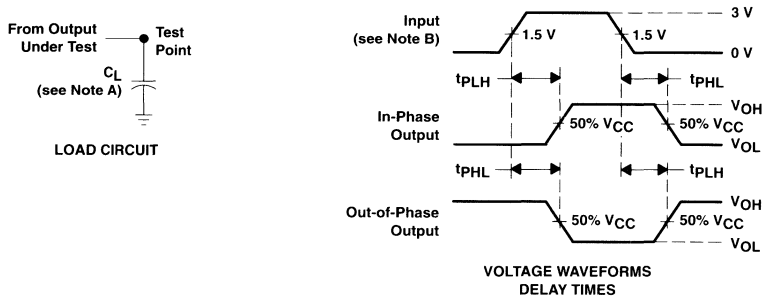 From Output
Under Test
Test
Point
CL
(see Note A)
LOAD CIRCUIT
Input
(see Note B)
3 V
1.5 V
1.5 V
0 V
tPLH
tPHL
In-Phase
Output
VOH
50% VCC
50% VCC
VOL
tPHL
tPLH
Out-of-Phase
Output
VOH
50% VCC
50% VCC
VOL
VOLTAGE WAVEFORMS
DELAY TIMES